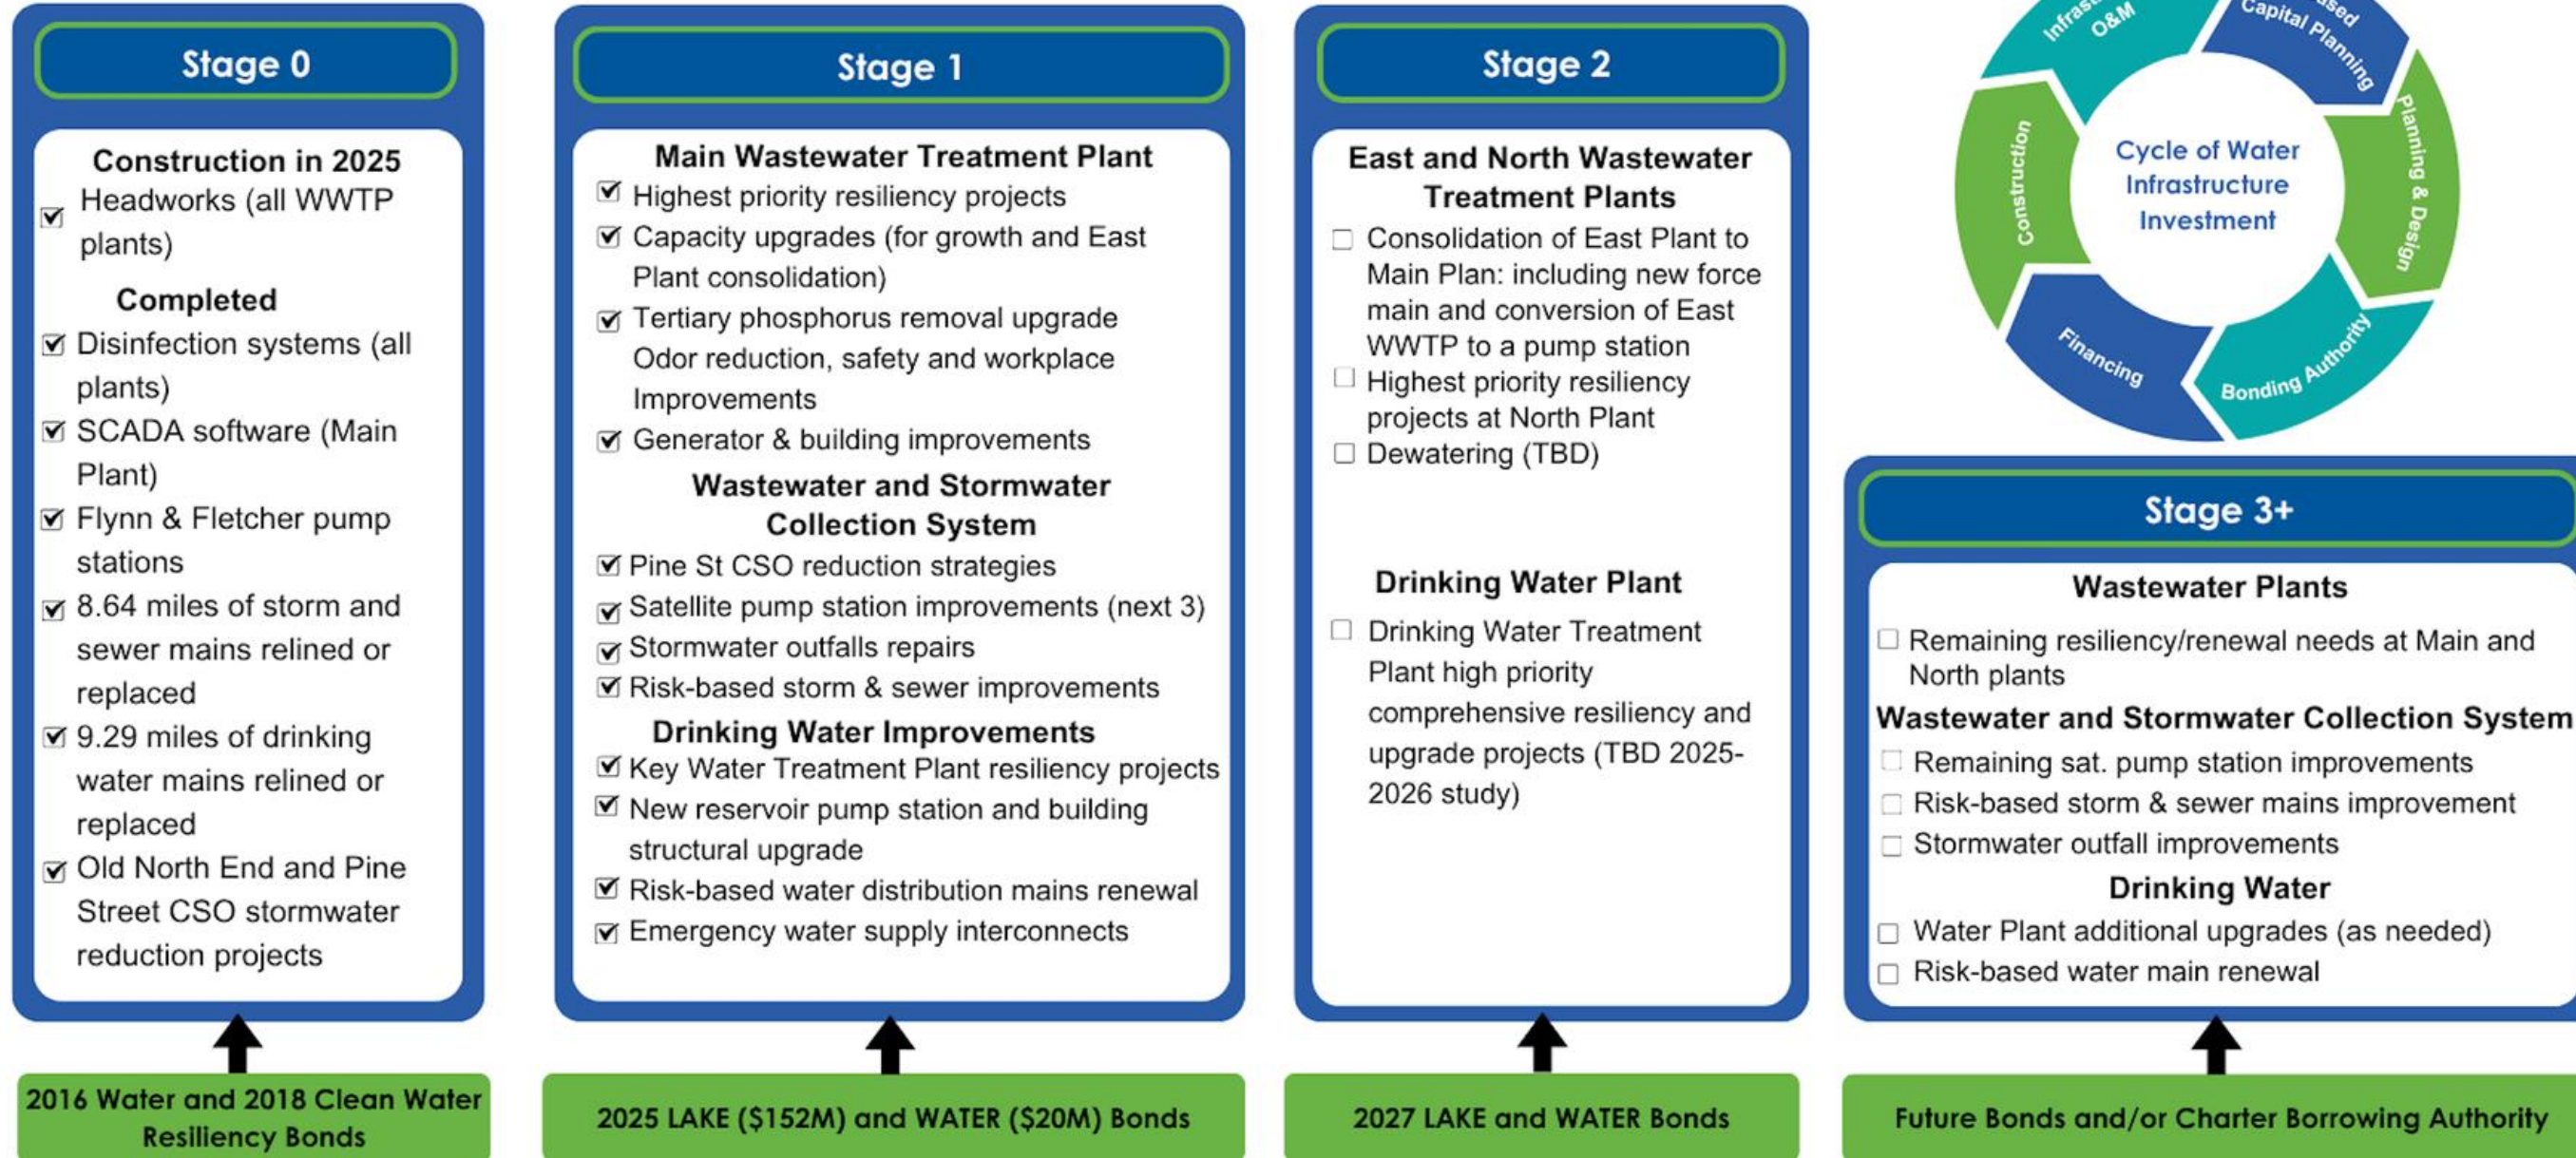 Stage 0
Construction in 2025
Headworks (all WWTP
plants)
Completed
Disinfection systems (all
plants)
SCADA software (Main
Plant)
Flynn & Fletcher pump
stations
8.64 miles of storm and
sewer mains relined or
replaced
9.29 miles of drinking
water mains relined or
replaced
Old North End and Pine
Street CSO stormwater
reduction projects
2016 Water and 2018 Clean Water
Resiliency Bonds
Stage 1
Main Wastewater Treatment Plant
Highest priority resiliency projects
Capacity upgrades (for growth and East
Plant consolidation)
Tertiary phosphorus removal upgrade
Odor reduction, safety and workplace
Improvements
Generator & building improvements
Wastewater and Stormwater
Collection System
Pine St CSO reduction strategies
Satellite pump station improvements (next 3)
Stormwater outfalls repairs
Risk-based storm & sewer improvements
Drinking Water Improvements
Key Water Treatment Plant resiliency projects
New reservoir pump station and building
structural upgrade
Risk-based water distribution mains renewal
Emergency water supply interconnects
2025 LAKE ($152M) and WATER ($20M) Bonds
Stage 2
East and North Wastewater
Treatment Plants
Consolidation of East Plant to
Main Plan: including new force
main and conversion of East
WWTP to a pump station
Highest priority resiliency
projects at North Plant
Dewatering (TBD)
Drinking Water Plant
Drinking Water Treatment
Plant high priority
comprehensive resiliency and
upgrade projects (TBD 2025-
2026 study)
2027 LAKE and WATER Bonds
O&M
Capital Planning
Planning & Design
Bonding Authority
Financing
Construction
Cycle of Water
Infrastructure
Investment
Stage 3+
Wastewater Plants
Remaining resiliency/renewal needs at Main and
North plants
Wastewater and Stormwater Collection System
Remaining sat. pump station improvements
Risk-based storm & sewer mains improvement
Stormwater outfall improvements
Drinking Water
Water Plant additional upgrades (as needed)
Risk-based water main renewal
Future Bonds and/or Charter Borrowing Authority